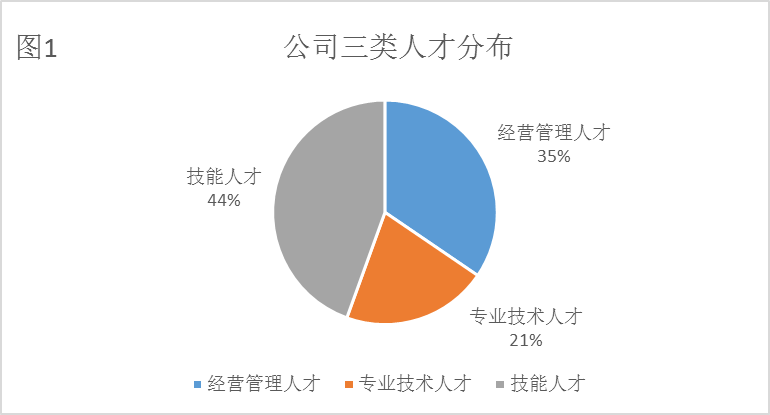 图1
公司三类人才分布
经营管理人才
35%
技能人才
44%
专业技术人才
21%
经营管理人才 专业技术人才 技能人才